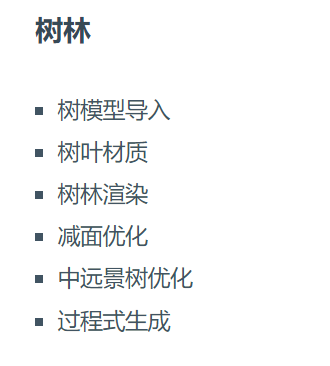 树林
树模型导入
树叶材质
树林渲染
减面优化
中远景树优化
过程式生成